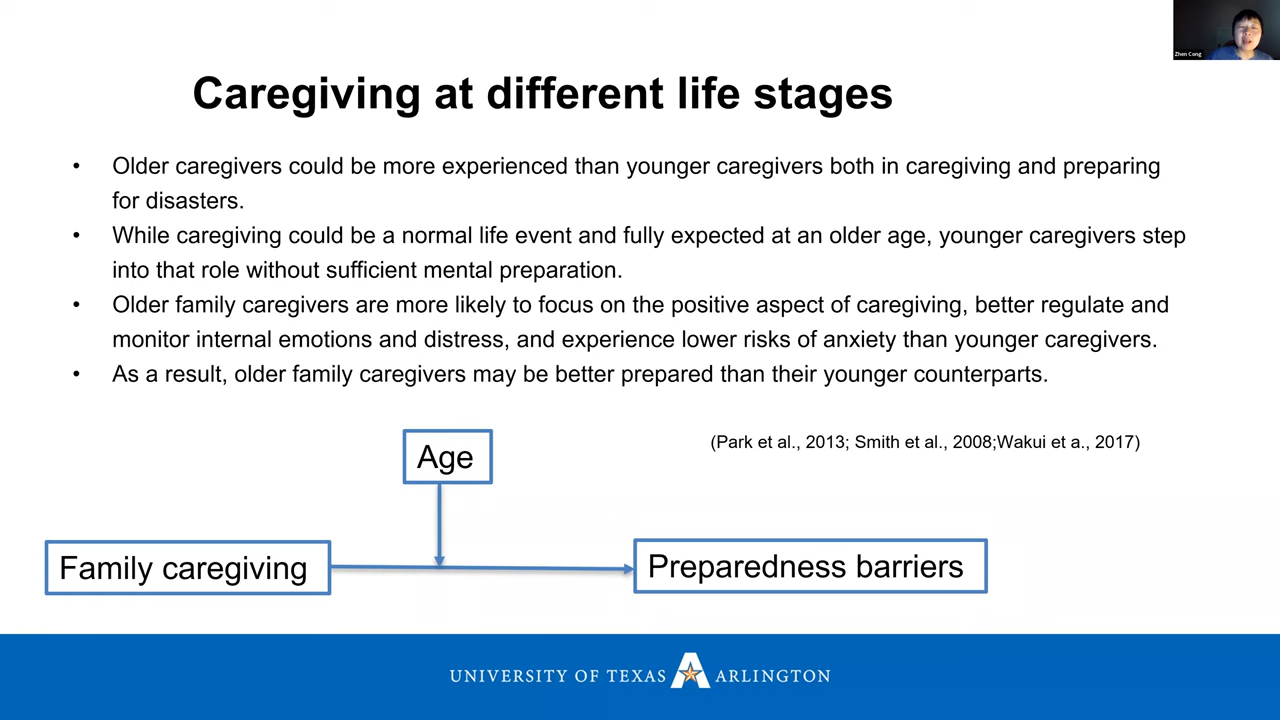 Zhen Cong
Caregiving at different life stages
• Older caregivers could be more experienced than younger caregivers both in caregiving and preparing
for disasters.
• While caregiving could be a normal life event and fully expected at an older age, younger caregivers step
into that role without sufficient mental preparation.
• Older family caregivers are more likely to focus on the positive aspect of caregiving, better regulate and
monitor internal emotions and distress, and experience lower risks of anxiety than younger caregivers.
• As a result, older family caregivers may be better prepared than their younger counterparts.
(Park et al., 2013; Smith et al., 2008;Wakui et a., 2017)
Age
Family caregiving
Preparedness barriers
UNIVERSITY OF TEXAS A ARLINGTON